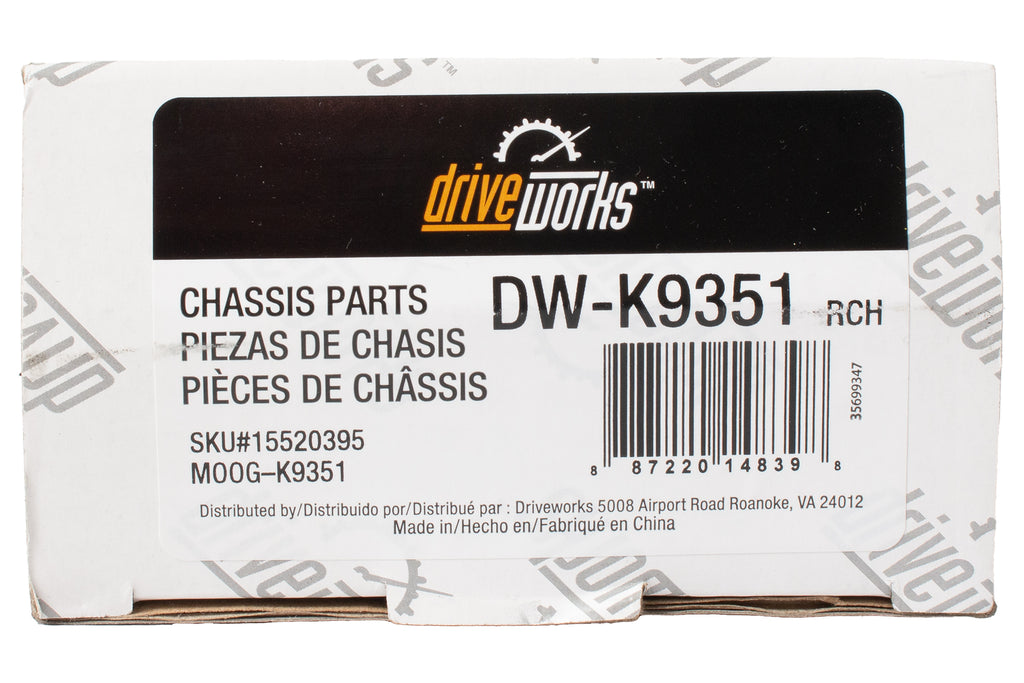 driveworks™
CHASSIS PARTS
PIEZAS DE CHASIS
PIÈCES DE CHÂSSIS
DW-K9351 RCH
35699347
8 87220 14839 8
SKU#15520395
MOOG–K9351
Distributed by/Distribuido por/Distribué par : Driveworks 5008 Airport Road Roanoke, VA 24012
Made in/Hecho en/Fabriqué en China